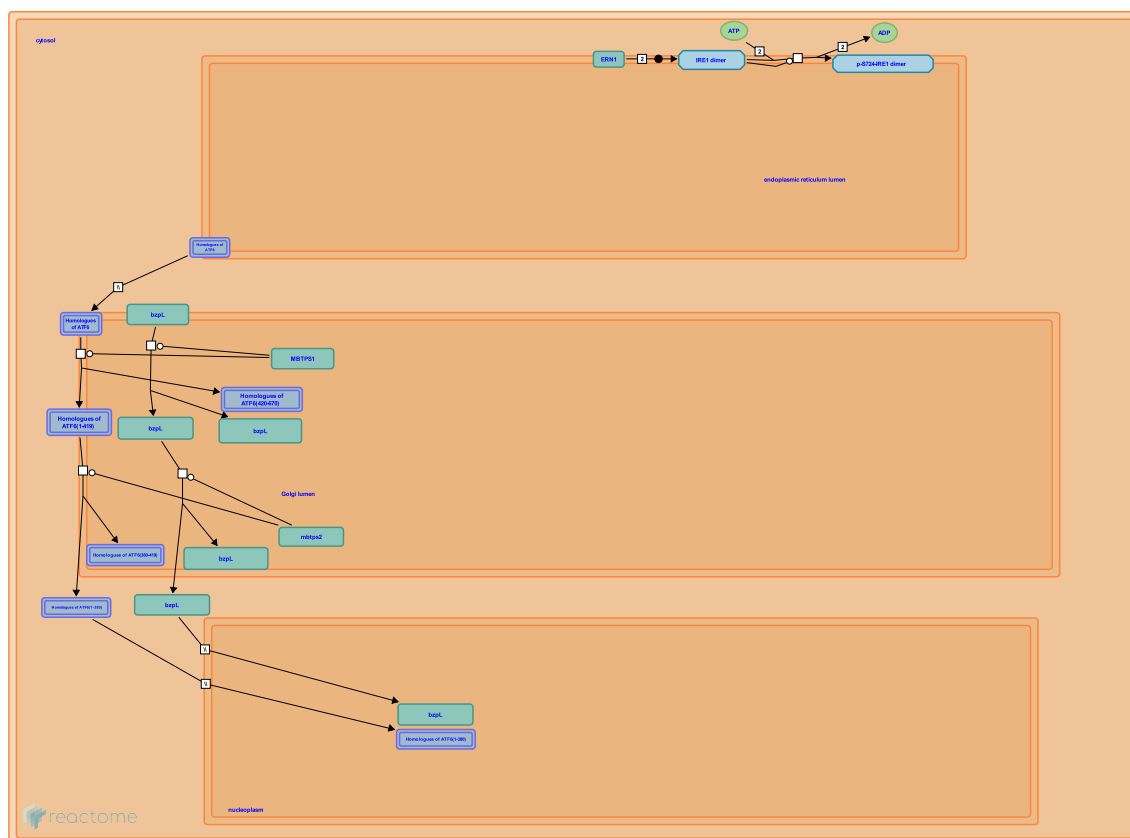 cytosol
ATP
ADP
2
2
ERN1
2
IRE1 dimer
p-S724-IRE1 dimer
endoplasmic reticulum lumen
Homologues of
ATF6
\\
Homologues
of ATF6
bzpL
MBTPS1
Homologues of
ATF6(420-670)
Homologues of
ATF6(1-419)
bzpL
bzpL
Golgi lumen
mbtps2
Homologues of ATF6(380-419)
bzpL
Homologues of ATF6(1-380)
bzpL
\\
\\
bzpL
Homologues of ATF6(1-380)
nucleoplasm
reactome